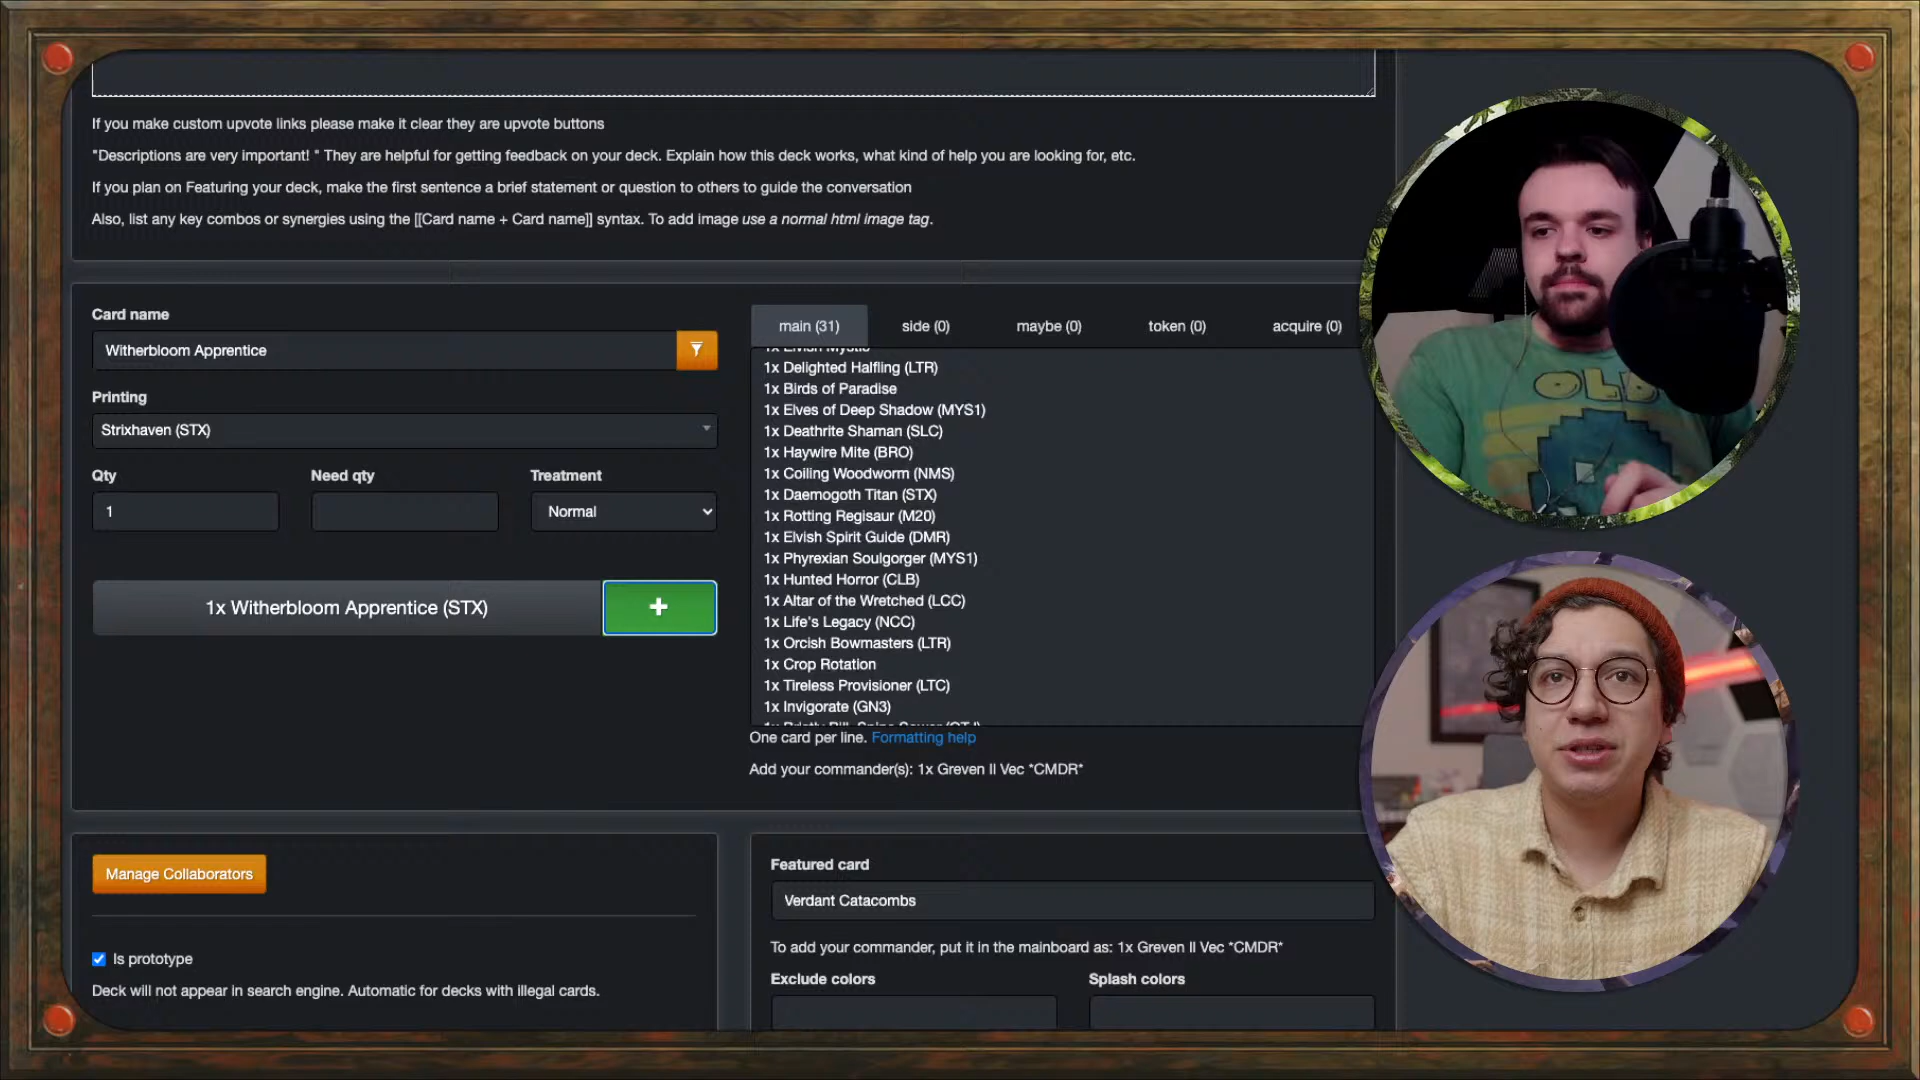 If you make custom upvote links please make it clear they are upvote buttons
"Descriptions are very important! " They are helpful for getting feedback on your deck. Explain how this deck works, what kind of help you are looking for, etc.
If you plan on Featuring your deck, make the first sentence a brief statement or question to others to guide the conversation
Also, list any key combos or synergies using the [[Card name + Card name]] syntax. To add image use a normal html image tag.
Card name
Witherbloom Apprentice
Printing
Strixhaven (STX)
Qty
Need qty
Treatment
1
Normal
1x Witherbloom Apprentice (STX)
+
main (31)
side (0)
maybe (0)
token (0)
acquire (0)
1x Elvish Mystic
1x Delighted Halfling (LTR)
1x Birds of Paradise
1x Elves of Deep Shadow (MYS1)
1x Deathrite Shaman (SLC)
1x Haywire Mite (BRO)
1x Coiling Woodworm (NMS)
1x Daemogoth Titan (STX)
1x Rotting Regisaur (M20)
1x Elvish Spirit Guide (DMR)
1x Phyrexian Soulgorger (MYS1)
1x Hunted Horror (CLB)
1x Altar of the Wretched (LCC)
1x Life's Legacy (NCC)
1x Orcish Bowmasters (LTR)
1x Crop Rotation
1x Tireless Provisioner (LTC)
1x Invigorate (GN3)
1x Bristly Bill, Spine Sower (OTJ)
One card per line. Formatting help
Add your commander(s): 1x Greven Il Vec *CMDR*
Manage Collaborators
Is prototype
Deck will not appear in search engine. Automatic for decks with illegal cards.
Featured card
Verdant Catacombs
To add your commander, put it in the mainboard as: 1x Greven Il Vec *CMDR*
Exclude colors
Splash colors
OLD